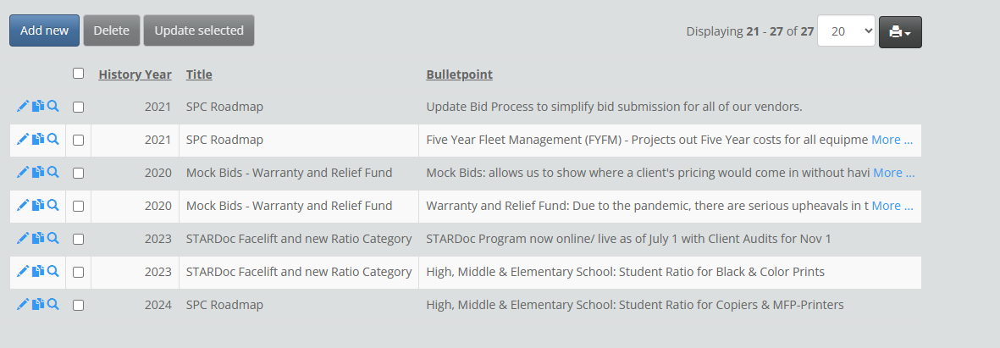 Add new Delete Update selected Displaying 21 - 27 of 27 20
History Year Title Bulletpoint
2021 SPC Roadmap Update Bid Process to simplify bid submission for all of our vendors.
2021 SPC Roadmap Five Year Fleet Management (FYFM) - Projects out Five Year costs for all equipme More ...
2020 Mock Bids - Warranty and Relief Fund Mock Bids: allows us to show where a client's pricing would come in without havi More ...
2020 Mock Bids - Warranty and Relief Fund Warranty and Relief Fund: Due to the pandemic, there are serious upheavals in t More ...
2023 STARDoc Facelift and new Ratio Category STARDoc Program now online/ live as of July 1 with Client Audits for Nov 1
2023 STARDoc Facelift and new Ratio Category High, Middle & Elementary School: Student Ratio for Black & Color Prints
2024 SPC Roadmap High, Middle & Elementary School: Student Ratio for Copiers & MFP-Printers